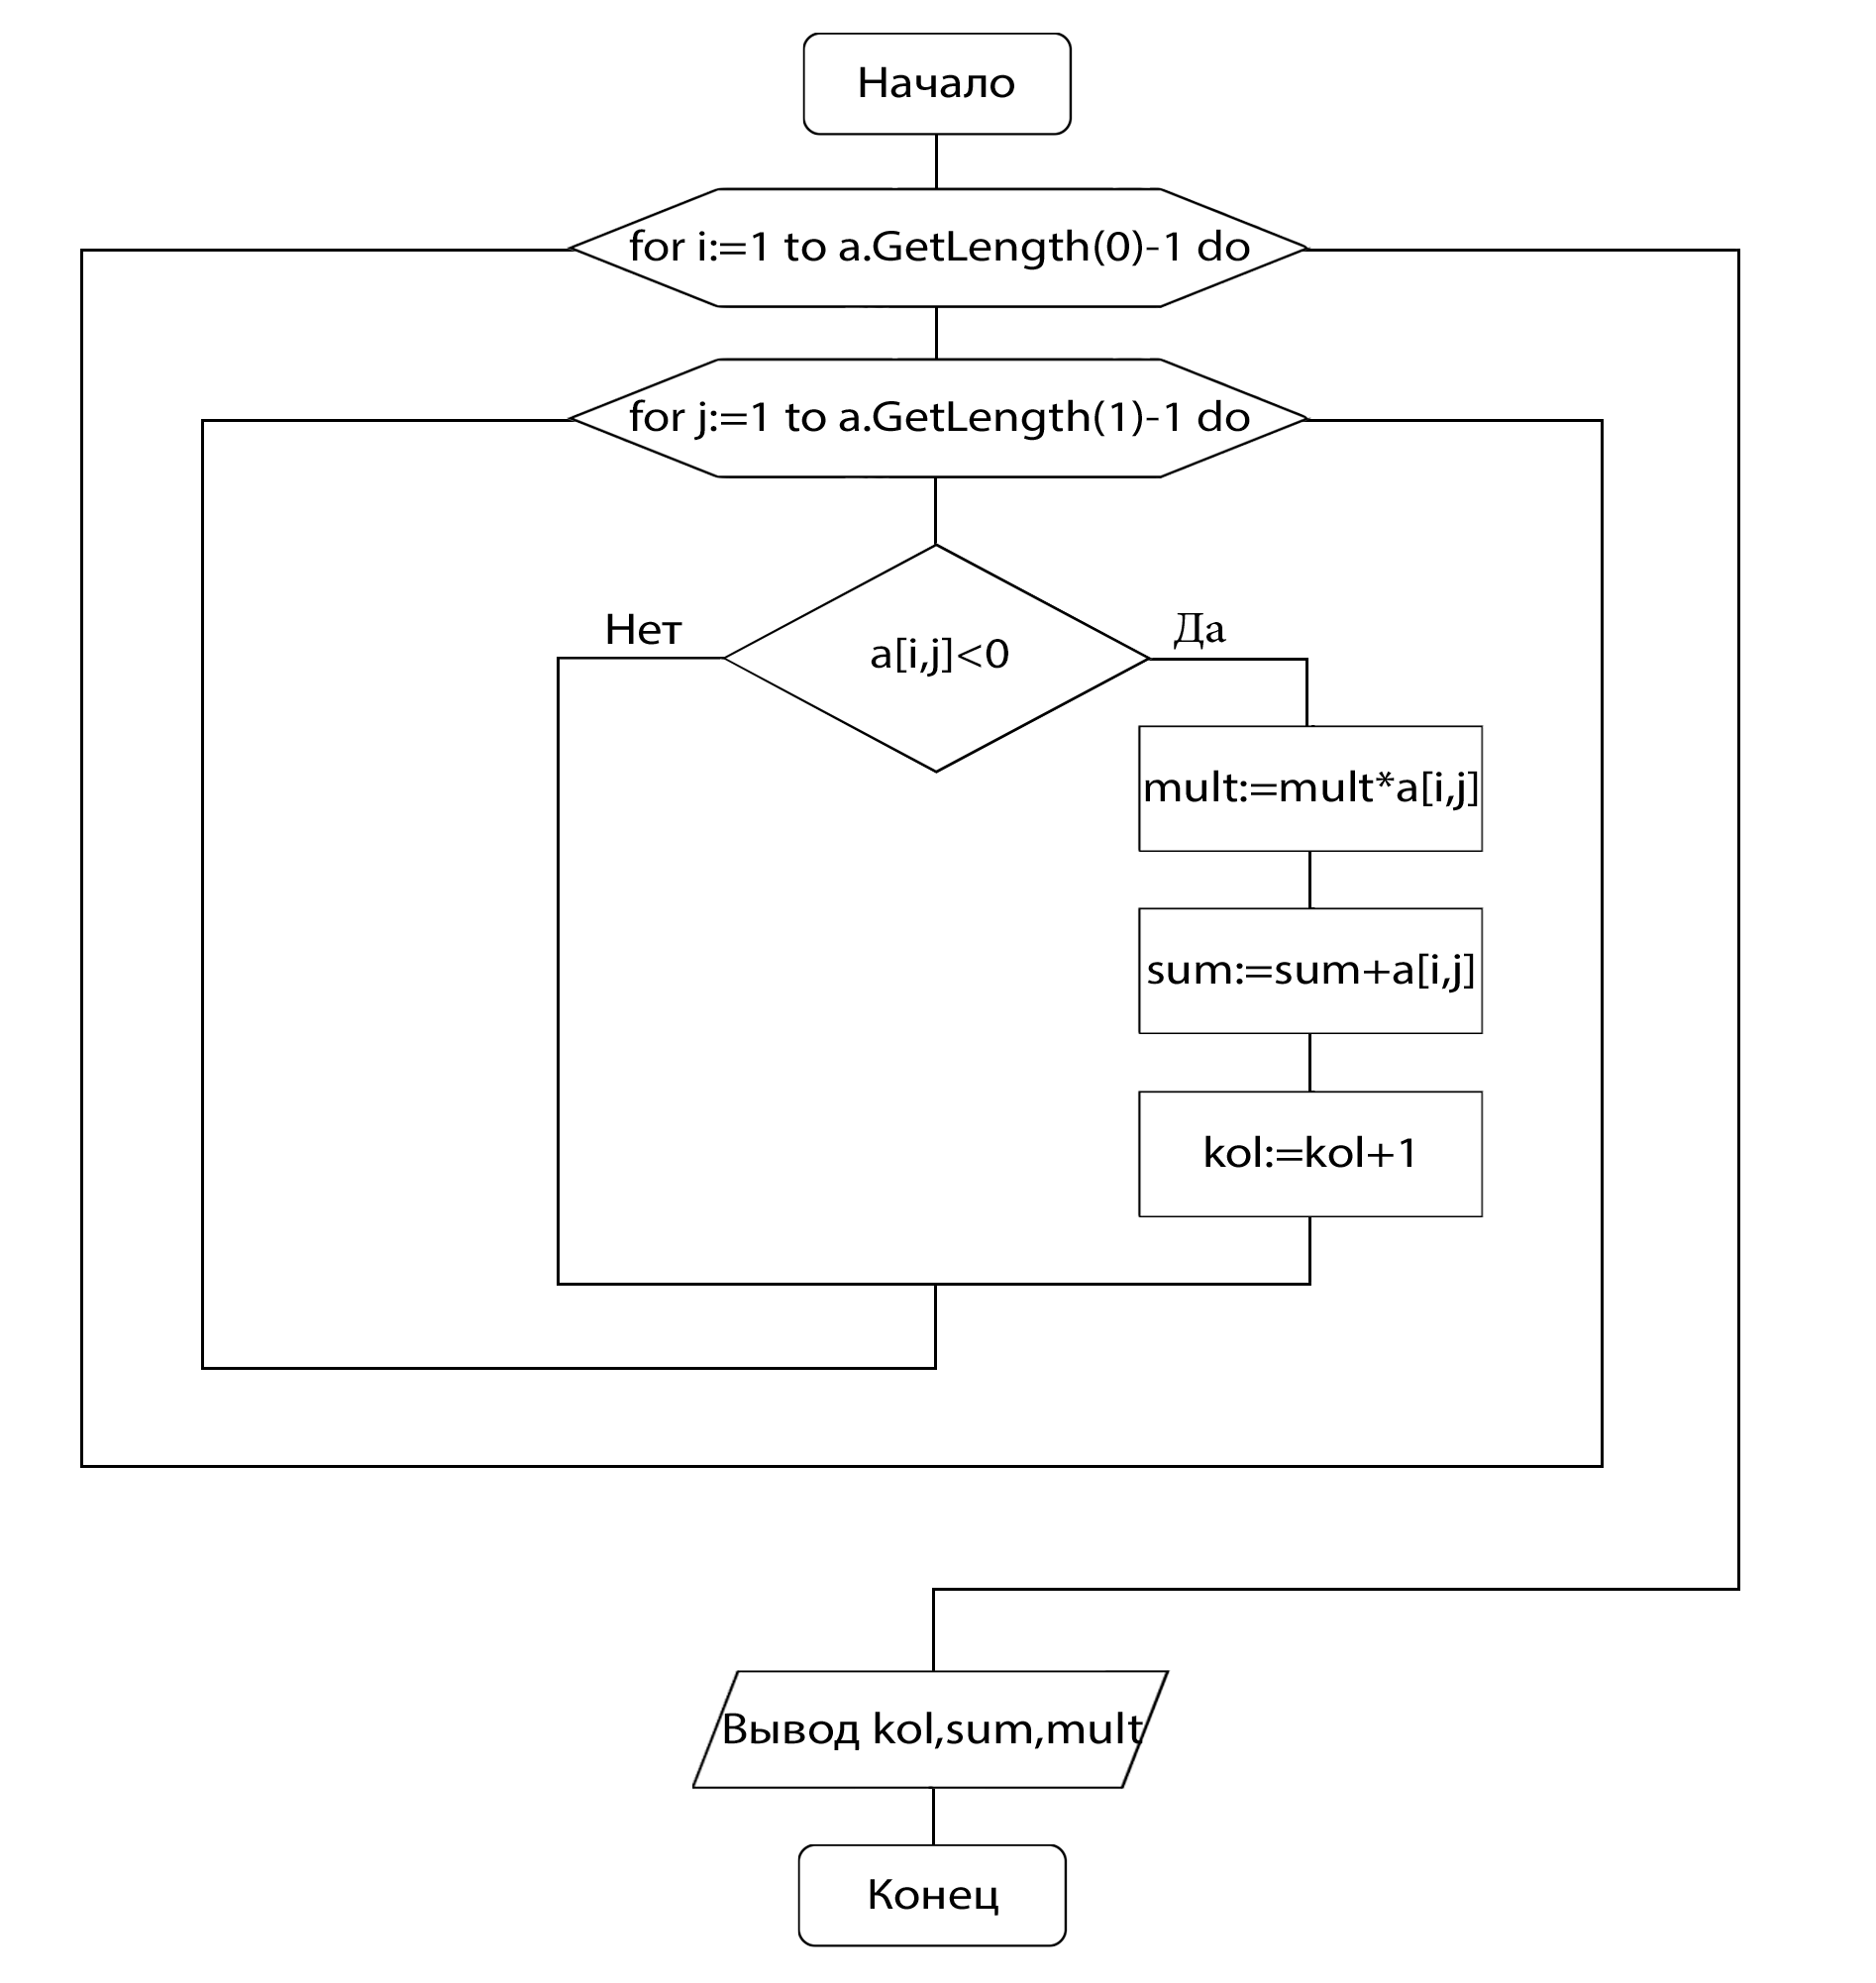 Начало
for i:=1 to a.GetLength(0)-1 do
for j:=1 to a.GetLength(1)-1 do
Нет
Да
a[i,j]<0
mult:=mult*a[i,j]
sum:=sum+a[i,j]
kol:=kol+1
Вывод kol,sum,mult
Конец